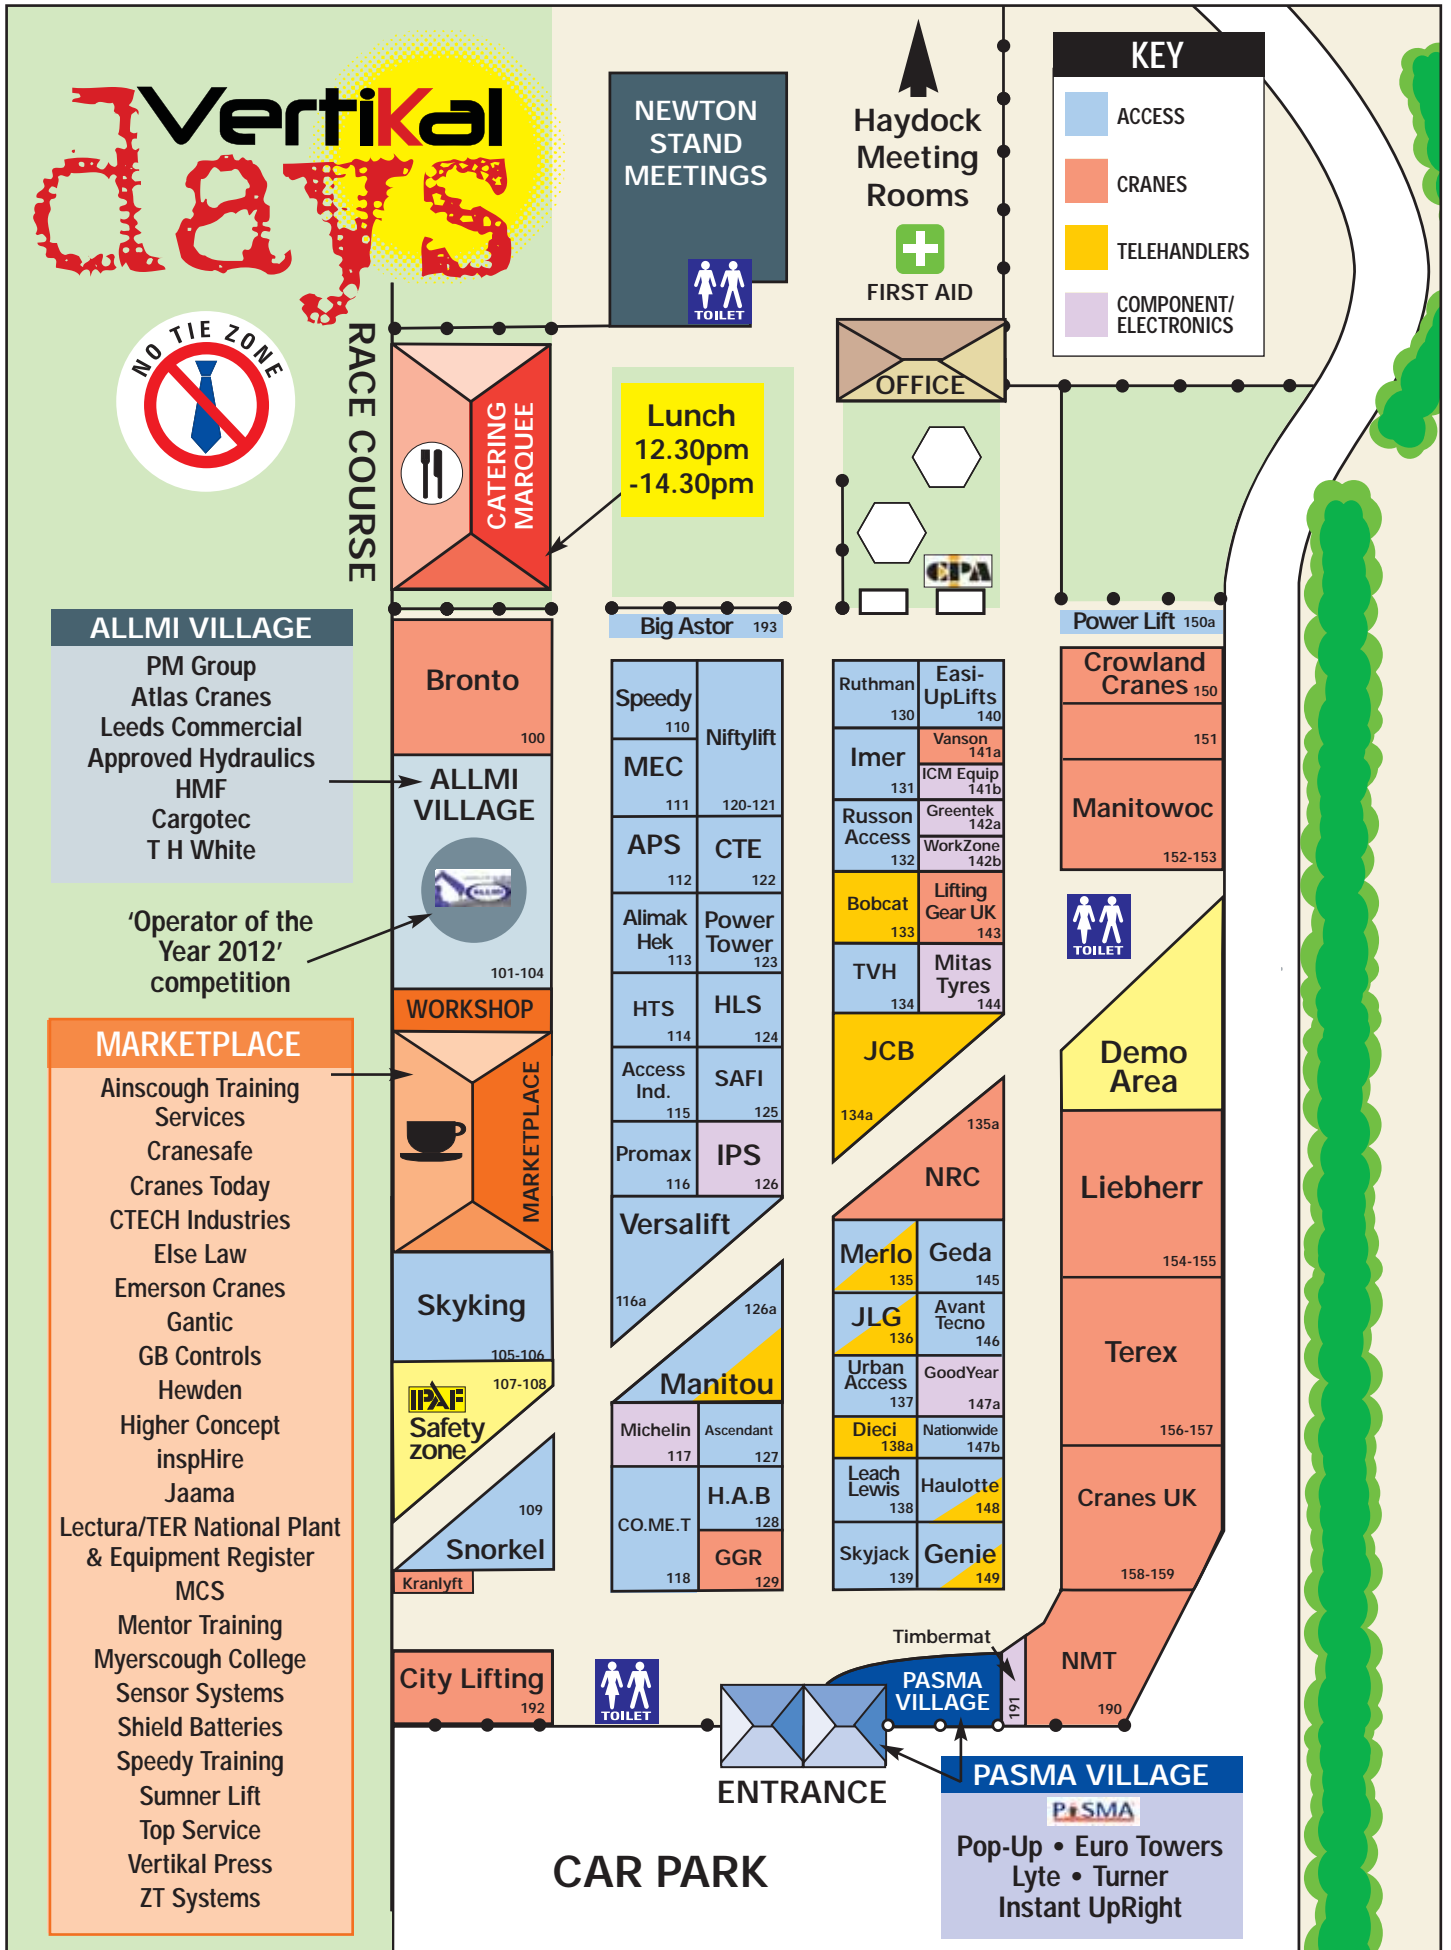 VertiKal
days
NO TIE ZONE
RACE COURSE
NEWTON
STAND
MEETINGS
TOILET
Haydock
Meeting
Rooms
FIRST AID
OFFICE
KEY
ACCESS
CRANES
TELEHANDLERS
COMPONENT/
ELECTRONICS
CATERING
MARQUEE
Lunch
12.30pm
-14.30pm
CPA
ALLMI VILLAGE
PM Group
Atlas Cranes
Leeds Commercial
Approved Hydraulics
HMF
Cargotec
T H White
'Operator of the
Year 2012'
competition
MARKETPLACE
Ainscough Training
Services
Cranesafe
Cranes Today
CTECH Industries
Else Law
Emerson Cranes
Gantic
GB Controls
Hewden
Higher Concept
inspHire
Jaama
Lectura/TER National Plant
& Equipment Register
MCS
Mentor Training
Myerscough College
Sensor Systems
Shield Batteries
Speedy Training
Sumner Lift
Top Service
Vertikal Press
ZT Systems
Bronto
100
ALLMI
VILLAGE
ALLMI
101-104
WORKSHOP
MARKETPLACE
Skyking
105-106
107-108
IPAF
Safety
zone
109
Snorkel
Kranlyft
City Lifting
192
TOILET
Big Astor 193
Speedy
110
Niftylift
120-121
MEC
111
APS
112
CTE
122
Alimak
Hek
113
Power
Tower
123
HTS
114
HLS
124
Access
Ind.
115
SAFI
125
Promax
116
IPS
126
Versalift
116a
126a
Manitou
Michelin
117
Ascendant
127
CO.ME.T
118
H.A.B
128
GGR
129
Ruthman
130
Easi-
UpLifts
140
Imer
131
Vanson
141a
ICM Equip
141b
Russon
Access
132
Greentek
142a
WorkZone
142b
Bobcat
133
Lifting
Gear UK
143
TVH
134
Mitas
Tyres
144
JCB
134a
135a
NRC
Merlo
135
Geda
145
JLG
136
Avant
Tecno
146
Urban
Access
137
GoodYear
147a
Dieci
138a
Nationwide
147b
Leach
Lewis
138
Haulotte
148
Skyjack
139
Genie
149
Power Lift 150a
Crowland
Cranes 150
151
Manitowoc
152-153
TOILET
Demo
Area
Liebherr
154-155
Terex
156-157
Cranes UK
158-159
NMT
190
Timbermat
191
PASMA
VILLAGE
ENTRANCE
PASMA VILLAGE
PASMA
Pop-Up • Euro Towers
Lyte • Turner
Instant UpRight
CAR PARK